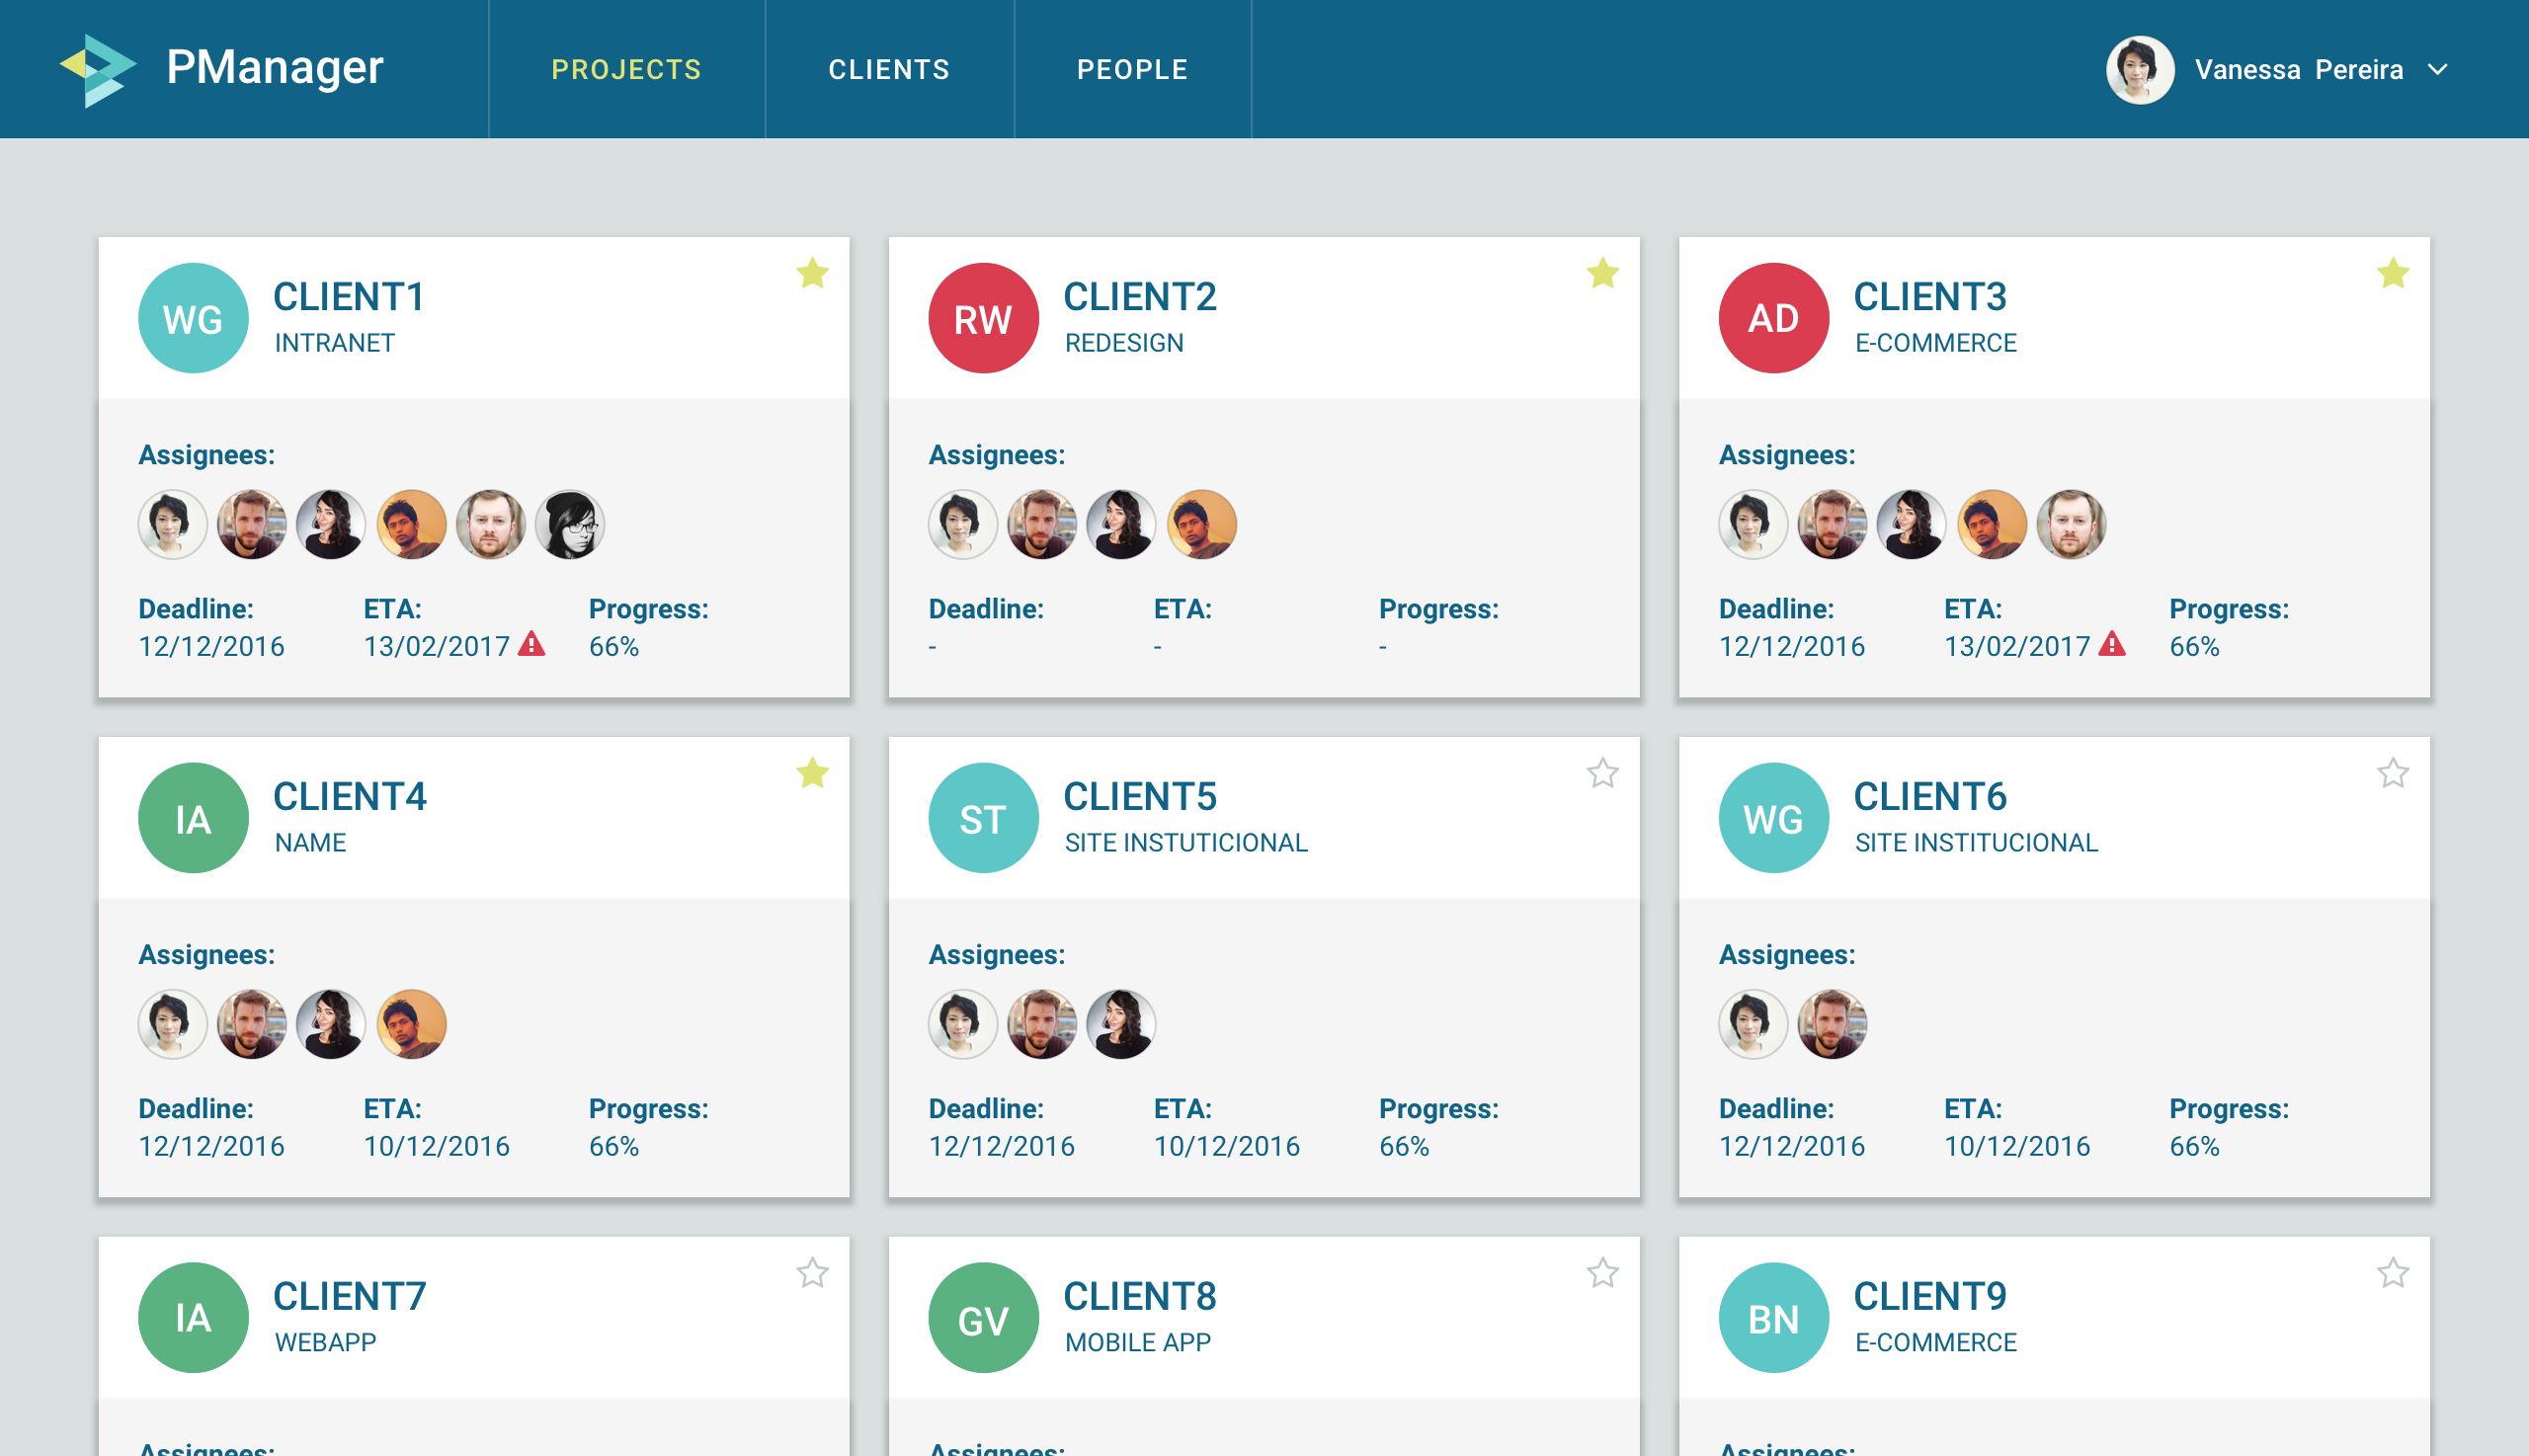 PManager
PROJECTS
CLIENTS
PEOPLE
Vanessa Pereira
WG
CLIENT1
INTRANET
Assignees:
Deadline: ETA: Progress:
12/12/2016 13/02/2017 66%
RW
CLIENT2
REDESIGN
Assignees:
Deadline: ETA: Progress:
- - -
AD
CLIENT3
E-COMMERCE
Assignees:
Deadline: ETA: Progress:
12/12/2016 13/02/2017 66%
IA
CLIENT4
NAME
Assignees:
Deadline: ETA: Progress:
12/12/2016 10/12/2016 66%
ST
CLIENT5
SITE INSTUTICIONAL
Assignees:
Deadline: ETA: Progress:
12/12/2016 10/12/2016 66%
WG
CLIENT6
SITE INSTITUCIONAL
Assignees:
Deadline: ETA: Progress:
12/12/2016 10/12/2016 66%
IA
CLIENT7
WEBAPP
Assignees:
GV
CLIENT8
MOBILE APP
Assignees:
BN
CLIENT9
E-COMMERCE
Assignees: